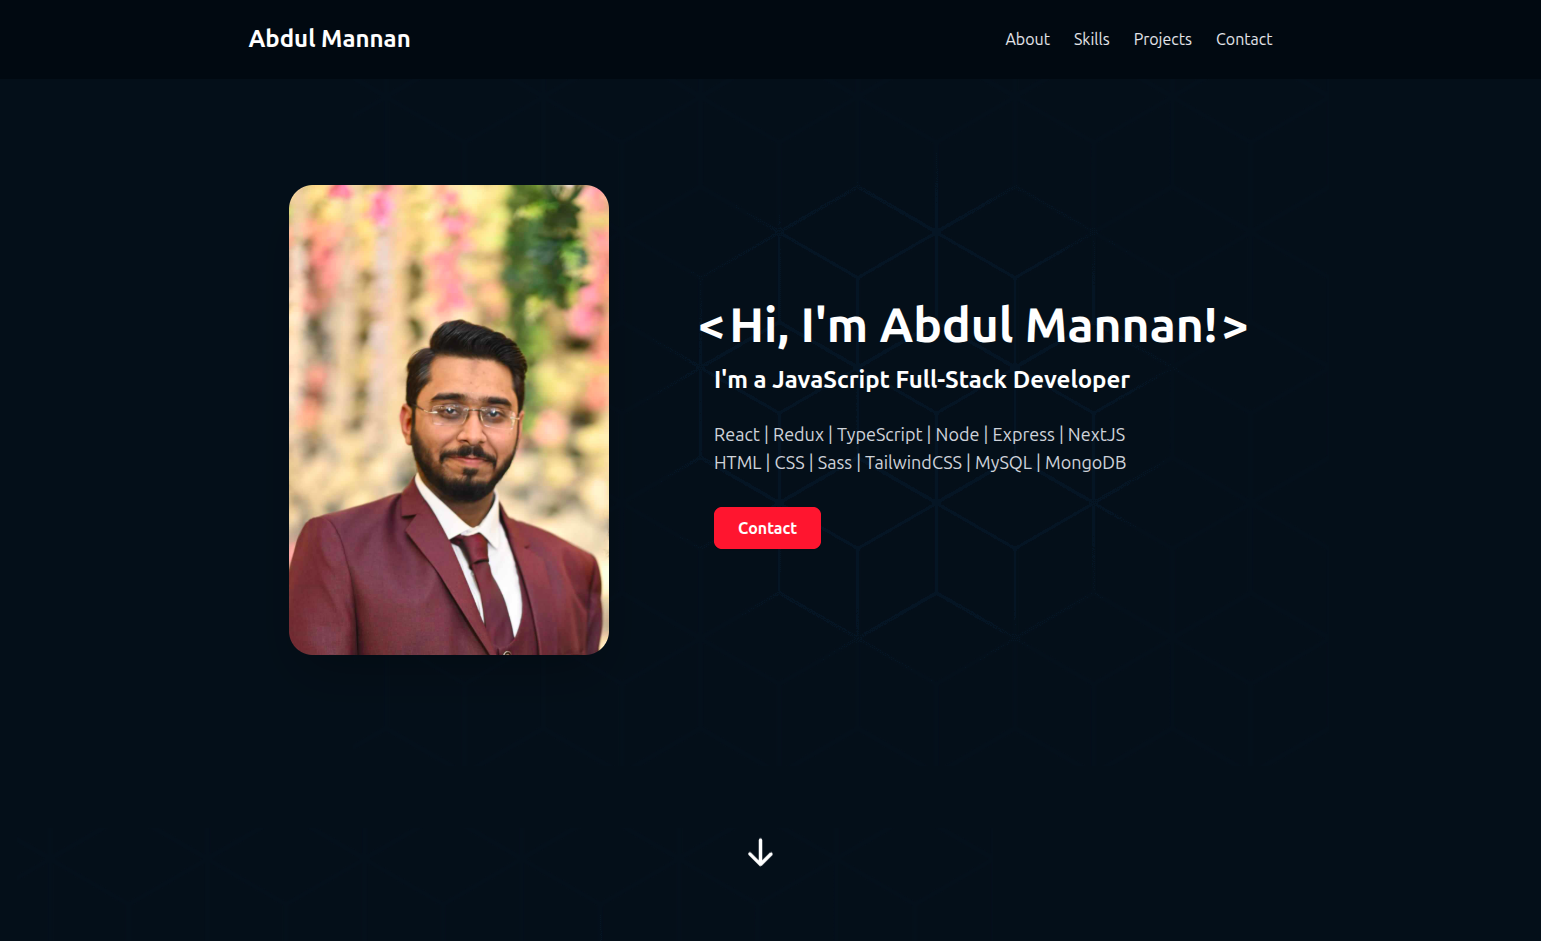 Abdul Mannan
About Skills Projects Contact
<Hi, I'm Abdul Mannan!>
I'm a JavaScript Full-Stack Developer
React | Redux | TypeScript | Node | Express | NextJS
HTML | CSS | Sass | TailwindCSS | MySQL | MongoDB
Contact